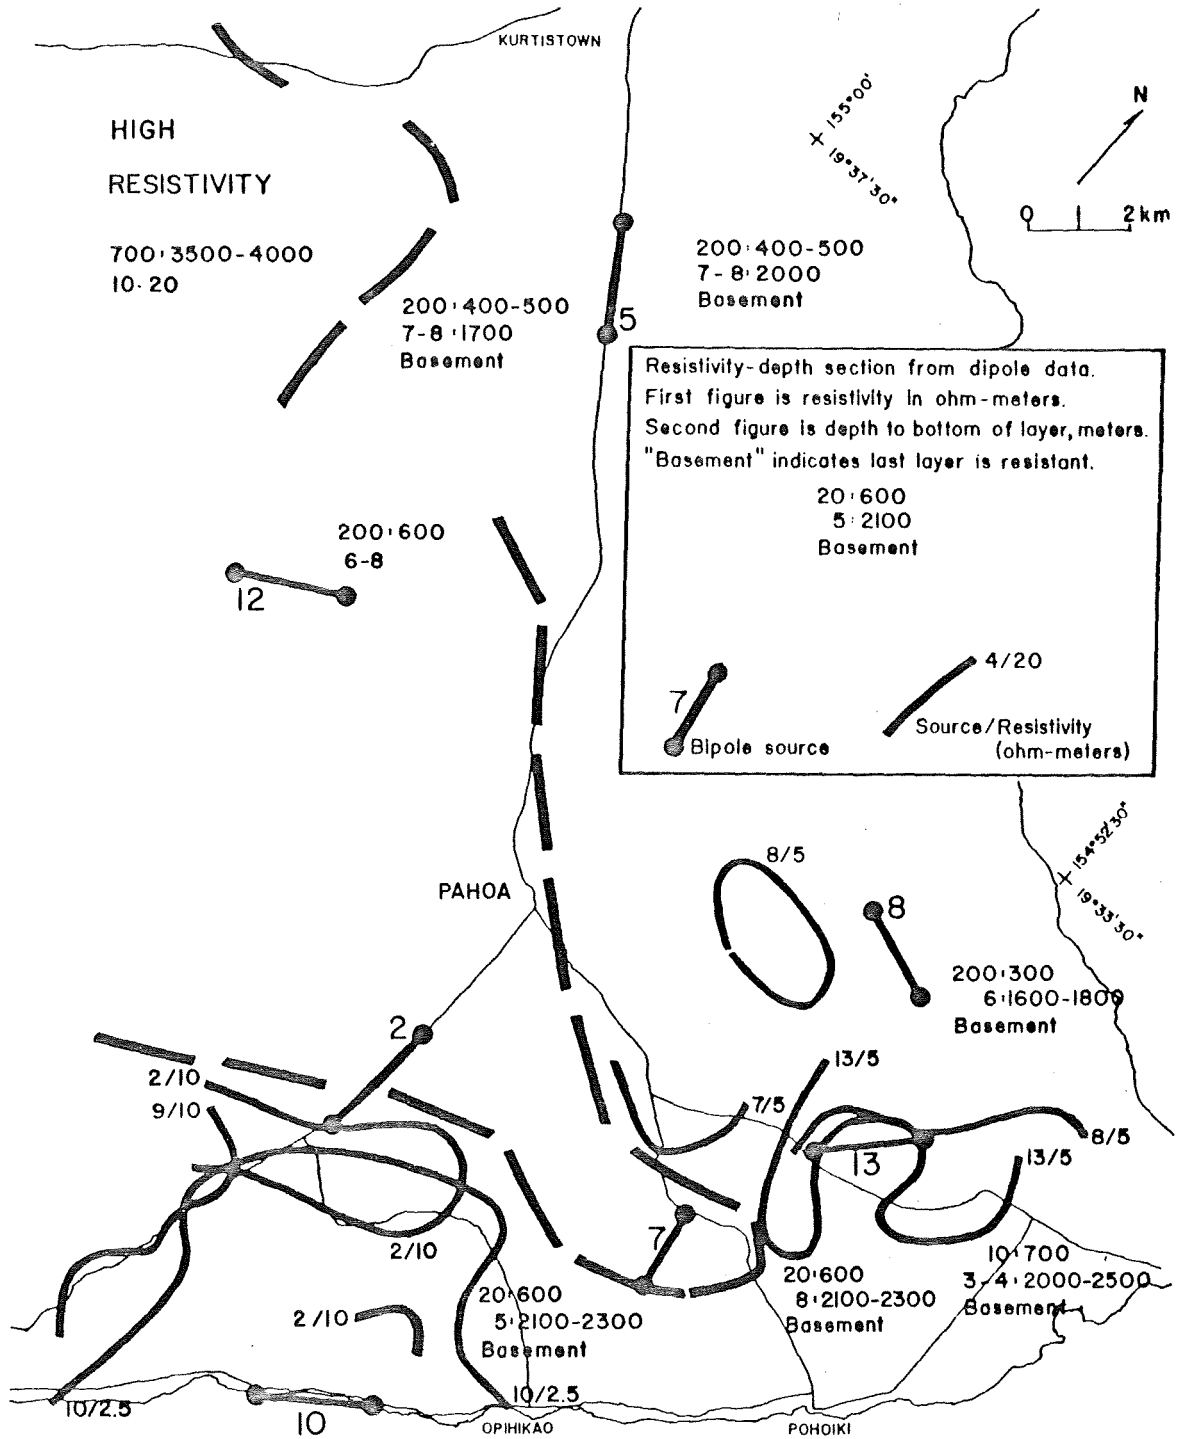 KURTISTOWN
155°00'
19°37'30"
N
0 1 2km
HIGH
RESISTIVITY
700:3500-4000
10-20
200:400-500
7-8:1700
Basement
5
200:400-500
7-8:2000
Basement
Resistivity-depth section from dipole data.
First figure is resistivity in ohm-meters.
Second figure is depth to bottom of layer, meters.
"Basement" indicates last layer is resistant.
20:600
5:2100
Basement
7
Bipole source
4/20
Source/Resistivity
(ohm-meters)
200:600
6-8
12
PAHOA
8/5
8
154°52'30"
19°33'30"
200:300
6:1600-1800
Basement
2
2/10
9/10
13/5
7/5
8/5
13
13/5
2/10
7
10:700
3-4:2000-2500
Basement
20:600
8:2100-2300
Basement
20:600
5:2100-2300
Basement
2/10
10/2.5
10
10/2.5
OPIHIKAO
POHOIKI